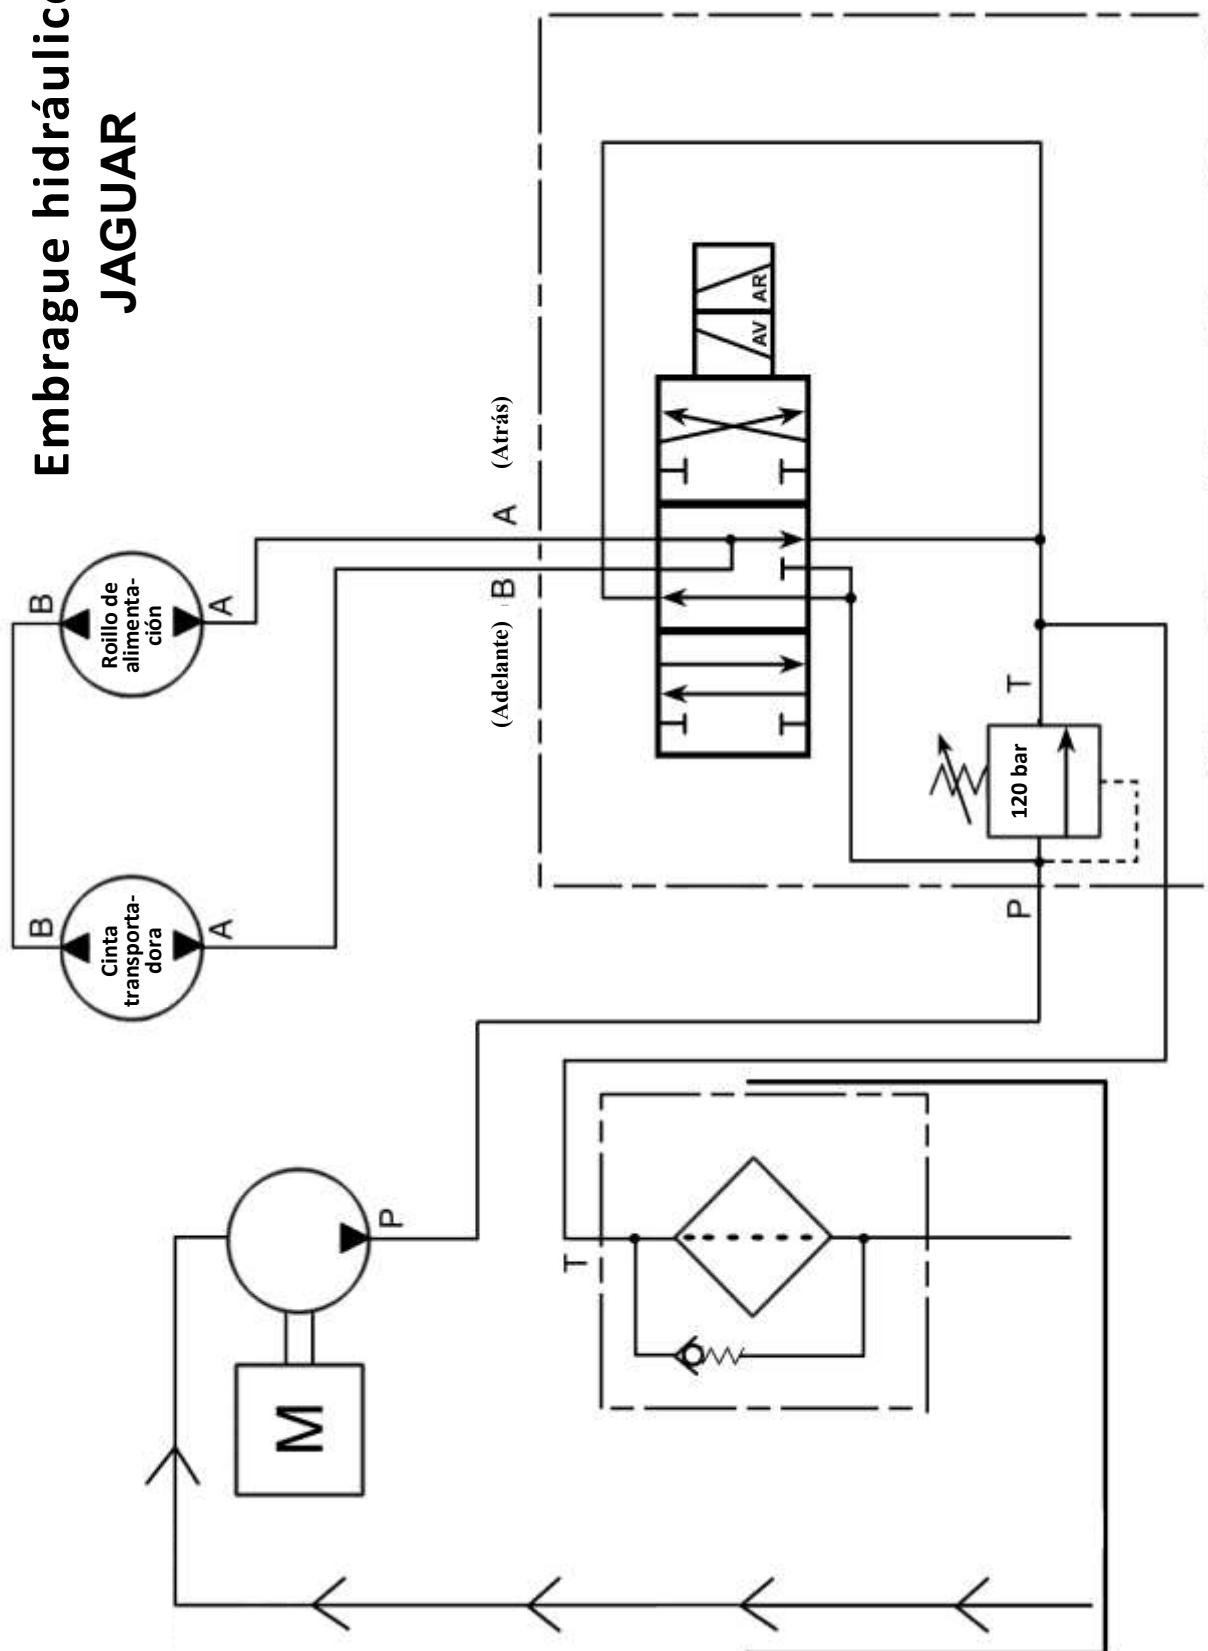 Embrague hidráulico
JAGUAR
B
Roillo de
alimenta-
ción
A
B
Cinta
transporta-
dora
A
(Atrás)
A
B
(Adelante)
AV
AR
T
120 bar
P
P
M
T